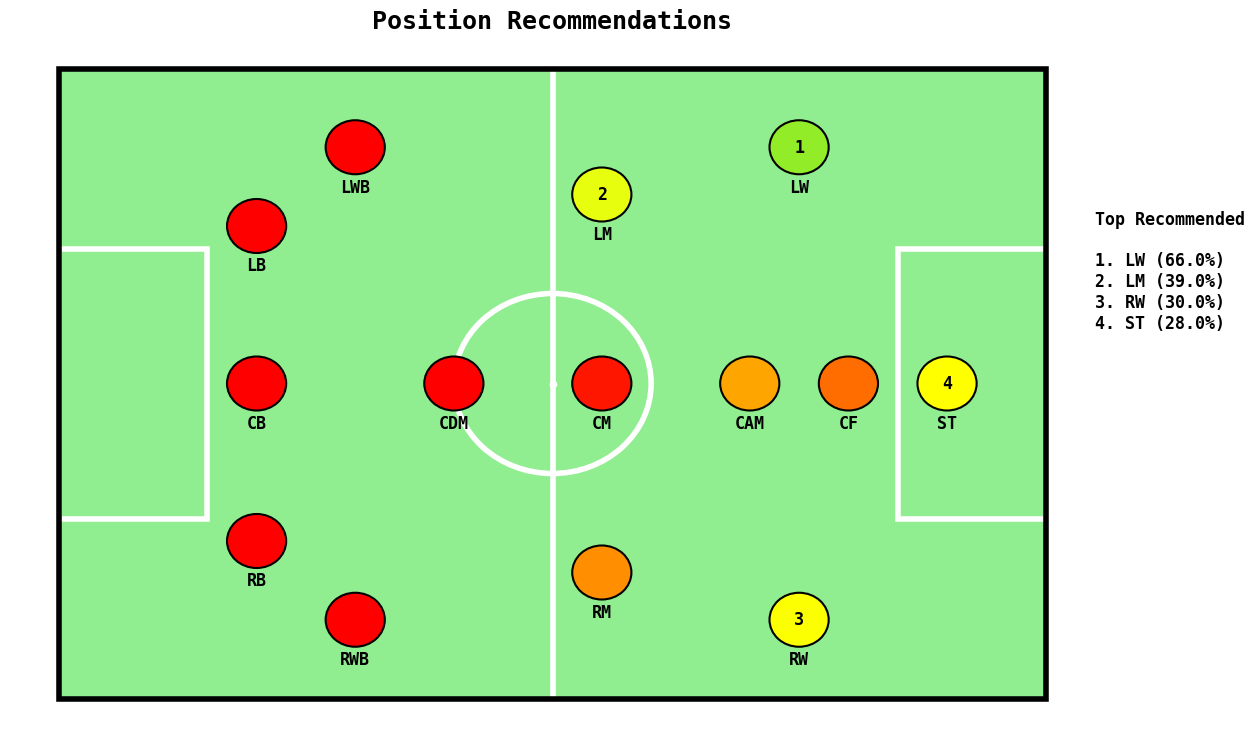 Position Recommendations
LWB
1
LW
2
LM
LB
Top Recommended
1. LW (66.0%)
2. LM (39.0%)
3. RW (30.0%)
4. ST (28.0%)
CB
CDM
CM
CAM
CF
4
ST
RB
RM
RWB
3
RW